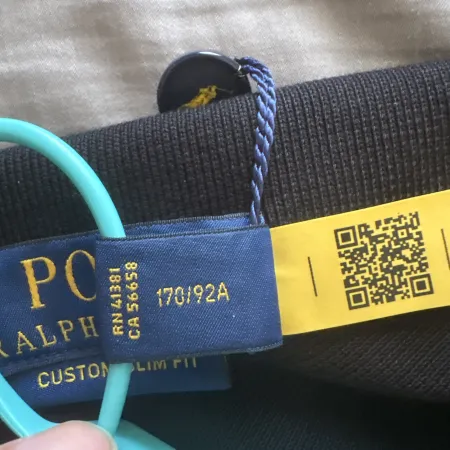 PO
RALPH
CUSTOM SLIM FIT
RN 41381
CA 56658
170/92A